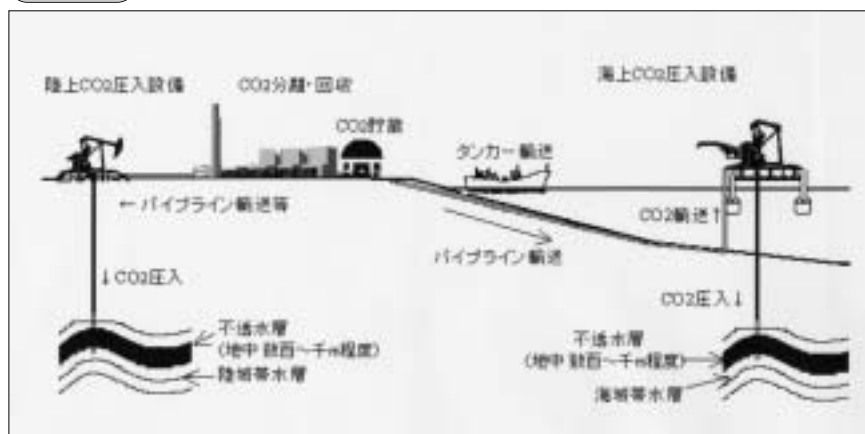 陸上CO2圧入設備
CO2分離・回収
海上CO2圧入設備
CO2貯蔵
タンカー輸送
←パイプライン輸送等
CO2輸送↑
パイプライン輸送
↓CO2圧入
CO2圧入↓
不透水層
(地中 数百～千m程度)
陸域帯水層
不透水層
(地中 数百～千m程度)
海域帯水層